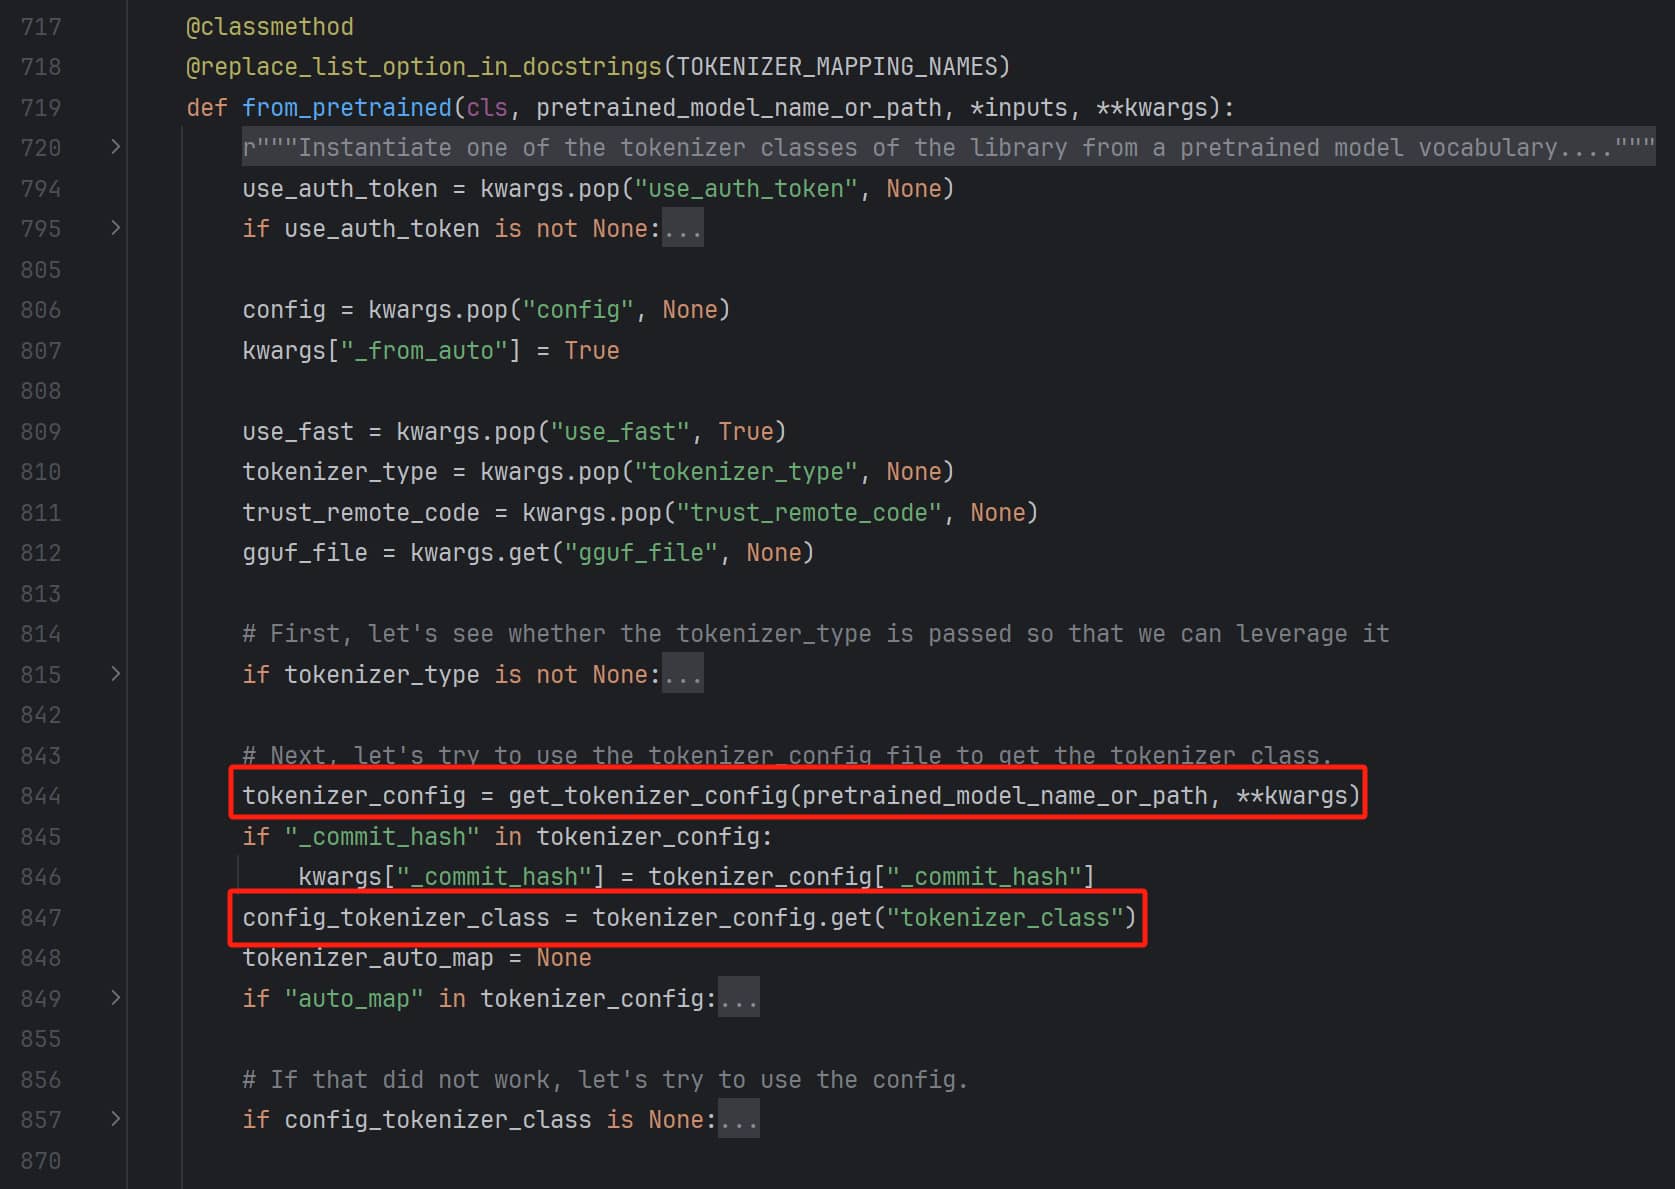 717 @classmethod
718 @replace_list_option_in_docstrings(TOKENIZER_MAPPING_NAMES)
719 def from_pretrained(cls, pretrained_model_name_or_path, *inputs, **kwargs):
720 r"""Instantiate one of the tokenizer classes of the library from a pretrained model vocabulary...."""
794 use_auth_token = kwargs.pop("use_auth_token", None)
795 if use_auth_token is not None:...
805
806 config = kwargs.pop("config", None)
807 kwargs["_from_auto"] = True
808
809 use_fast = kwargs.pop("use_fast", True)
810 tokenizer_type = kwargs.pop("tokenizer_type", None)
811 trust_remote_code = kwargs.pop("trust_remote_code", None)
812 gguf_file = kwargs.get("gguf_file", None)
813
814 # First, let's see whether the tokenizer_type is passed so that we can leverage it
815 if tokenizer_type is not None:...
842
843 # Next, let's try to use the tokenizer_config file to get the tokenizer class.
844 tokenizer_config = get_tokenizer_config(pretrained_model_name_or_path, **kwargs)
845 if "_commit_hash" in tokenizer_config:
846 kwargs["_commit_hash"] = tokenizer_config["_commit_hash"]
847 config_tokenizer_class = tokenizer_config.get("tokenizer_class")
848 tokenizer_auto_map = None
849 if "auto_map" in tokenizer_config:...
855
856 # If that did not work, let's try to use the config.
857 if config_tokenizer_class is None:...
870